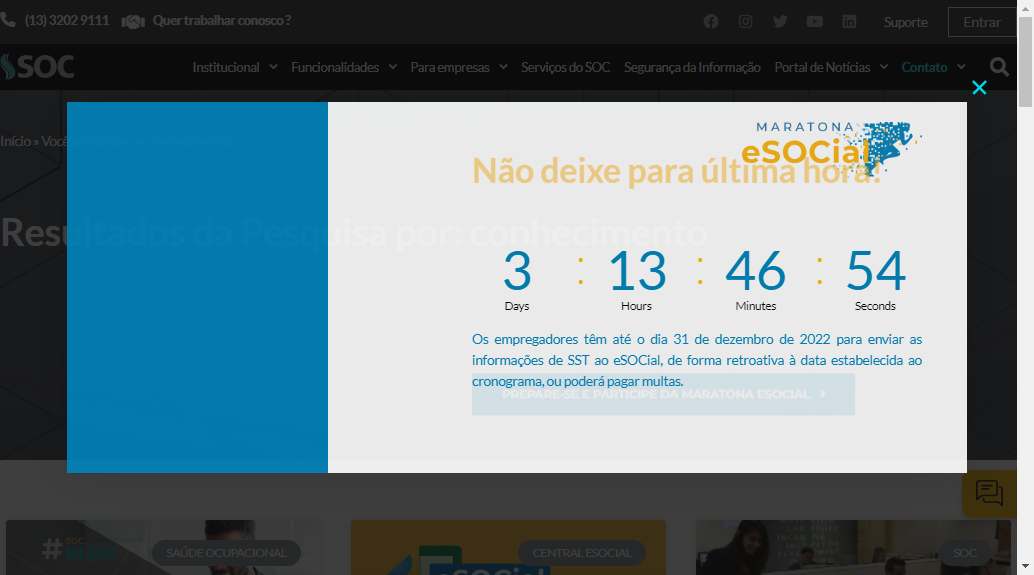 (13) 3202 9111 Quer trabalhar conosco ? Suporte Entrar
SOC Institucional Funcionalidades Para empresas Serviços do SOC Segurança da Informação Portal de Notícias Contato
MARATONA
eSOCial
Início » Você
Não deixe para última hora!
Resultados da Pesquisa por: conhecimento
3 : 13 : 46 : 54
Days Hours Minutes Seconds
Os empregadores têm até o dia 31 de dezembro de 2022 para enviar as
informações de SST ao eSOCial, de forma retroativa à data estabelecida ao
cronograma, ou poderá pagar multas.
PREPARE-SE E PARTICIPE DA MARATONA ESOCIAL
# SOC BLOG SAÚDE OCUPACIONAL CENTRAL ESOCIAL SOC
eSOCial